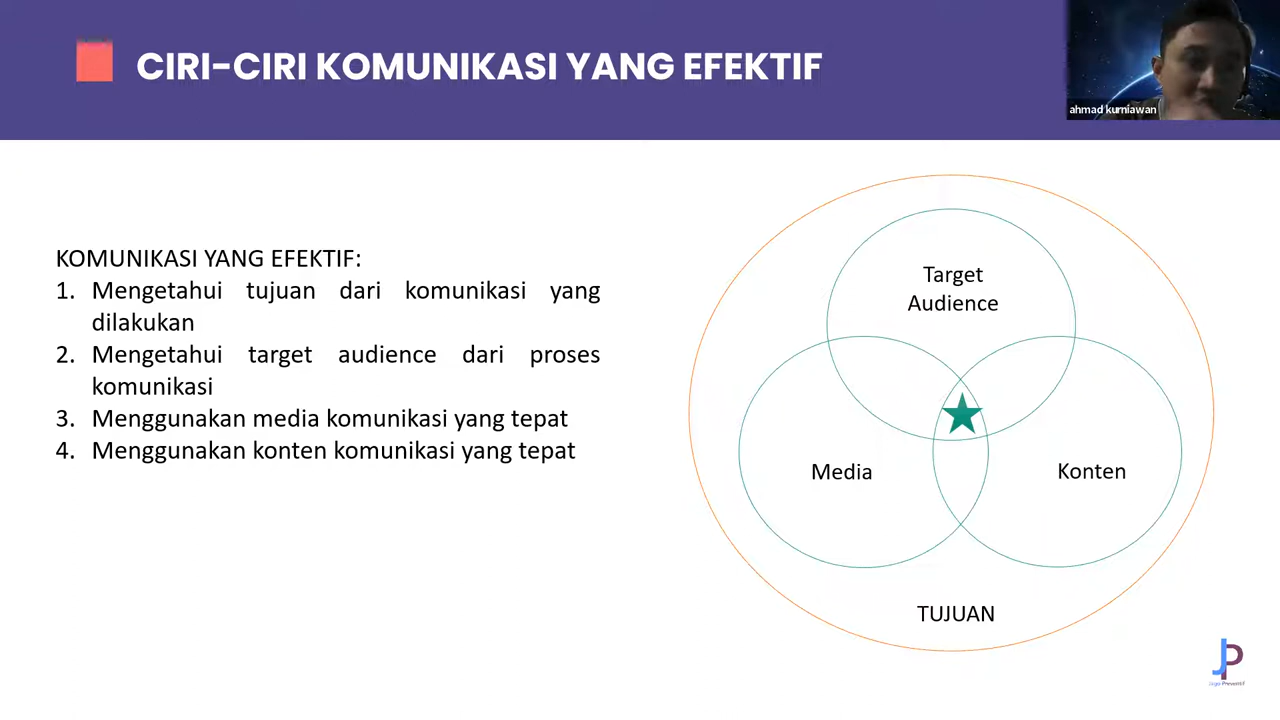 CIRI-CIRI KOMUNIKASI YANG EFEKTIF
ahmad kurniawan
KOMUNIKASI YANG EFEKTIF:
1. Mengetahui tujuan dari komunikasi yang
dilakukan
2. Mengetahui target audience dari proses
komunikasi
3. Menggunakan media komunikasi yang tepat
4. Menggunakan konten komunikasi yang tepat
Target
Audience
Media
Konten
TUJUAN
JP